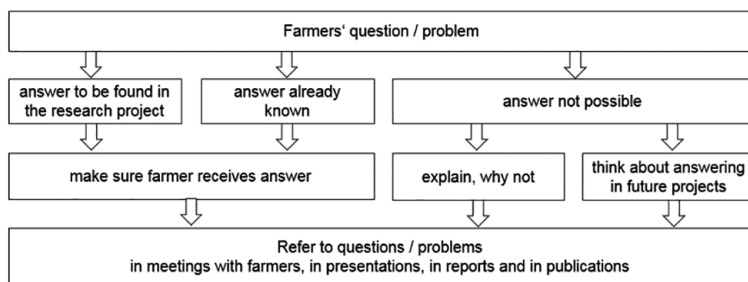 Farmers‘ question / problem
answer to be found in
the research project
answer already
known
answer not possible
make sure farmer receives answer
explain, why not
think about answering
in future projects
Refer to questions / problems
in meetings with farmers, in presentations, in reports and in publications